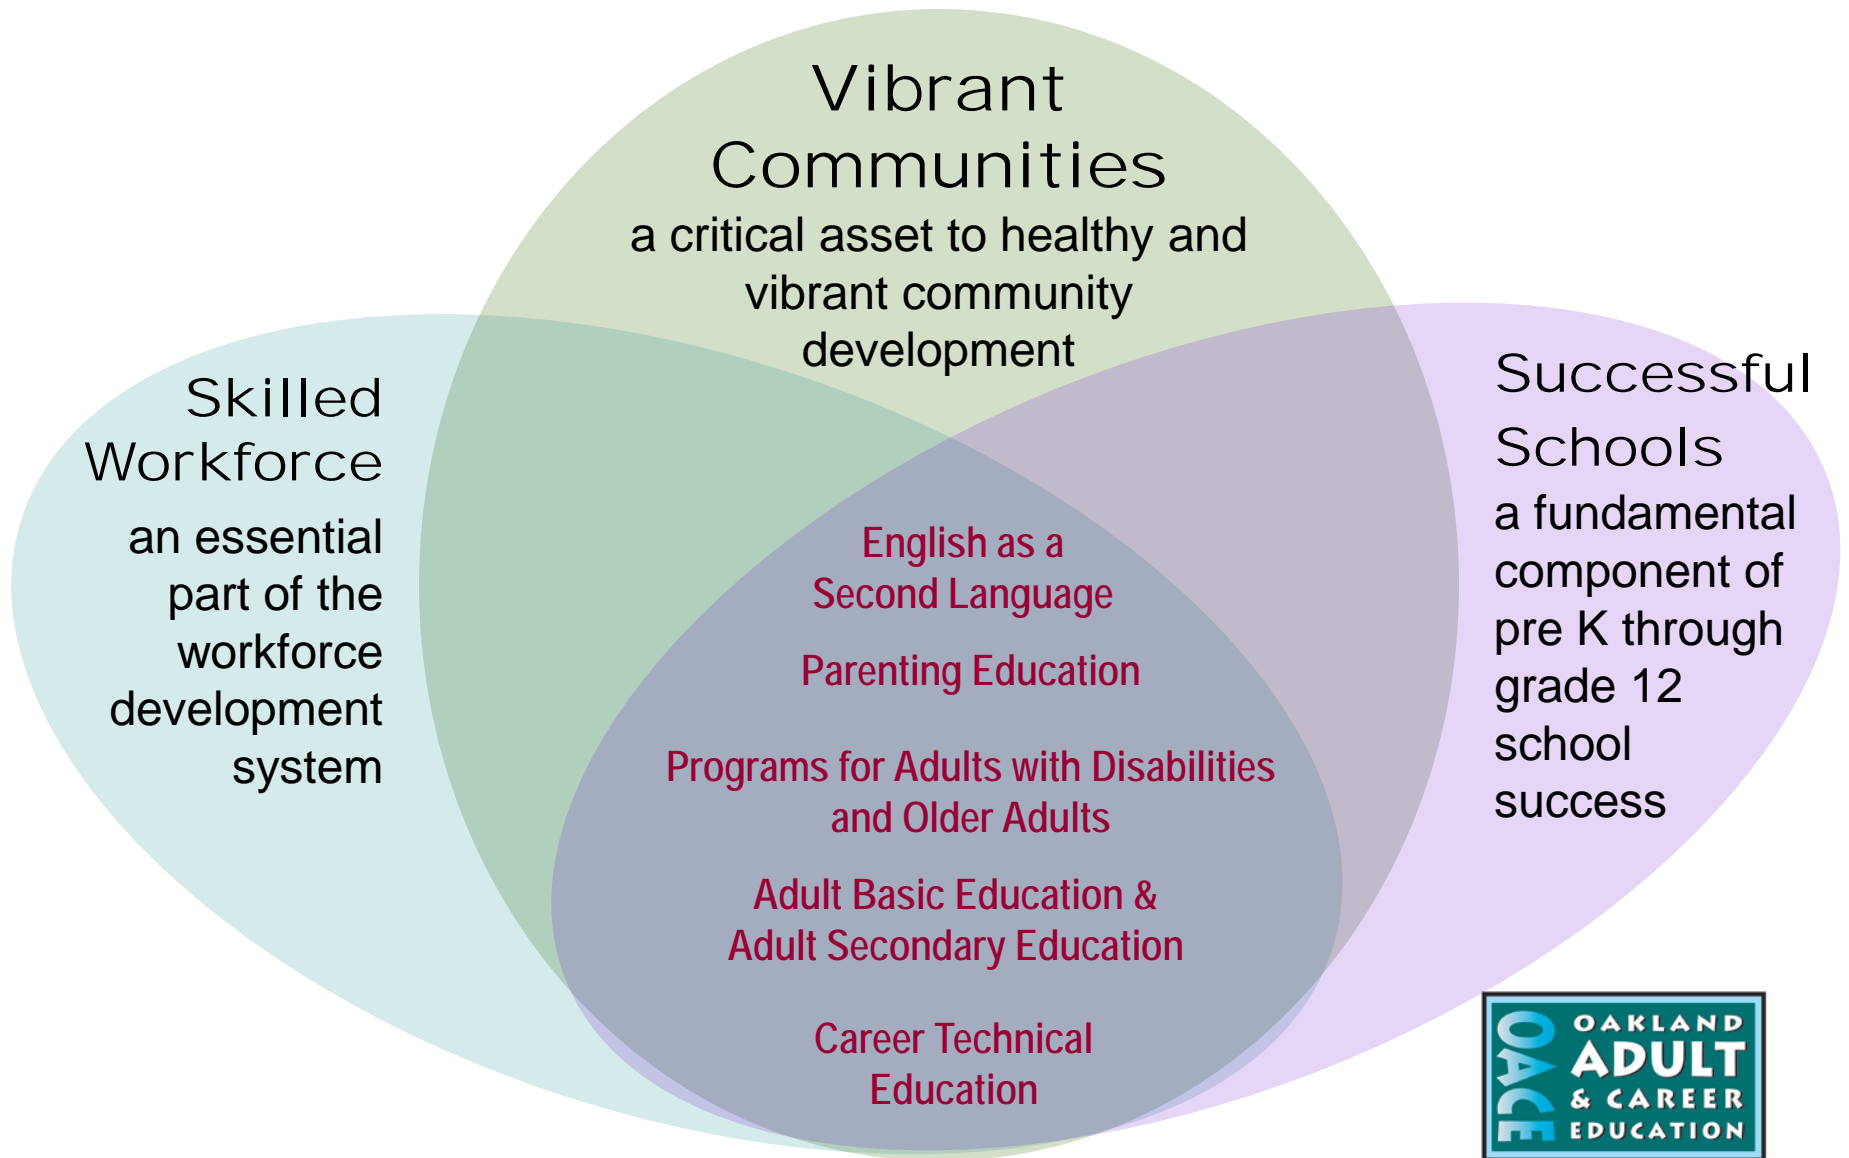 Vibrant
Communities
a critical asset to healthy and
vibrant community
development
Skilled
Workforce
an essential
part of the
workforce
development
system
Successful
Schools
a fundamental
component of
pre K through
grade 12
school
success
English as a
Second Language
Parenting Education
Programs for Adults with Disabilities
and Older Adults
Adult Basic Education &
Adult Secondary Education
Career Technical
Education
OACE
OAKLAND
ADULT
& CAREER
EDUCATION